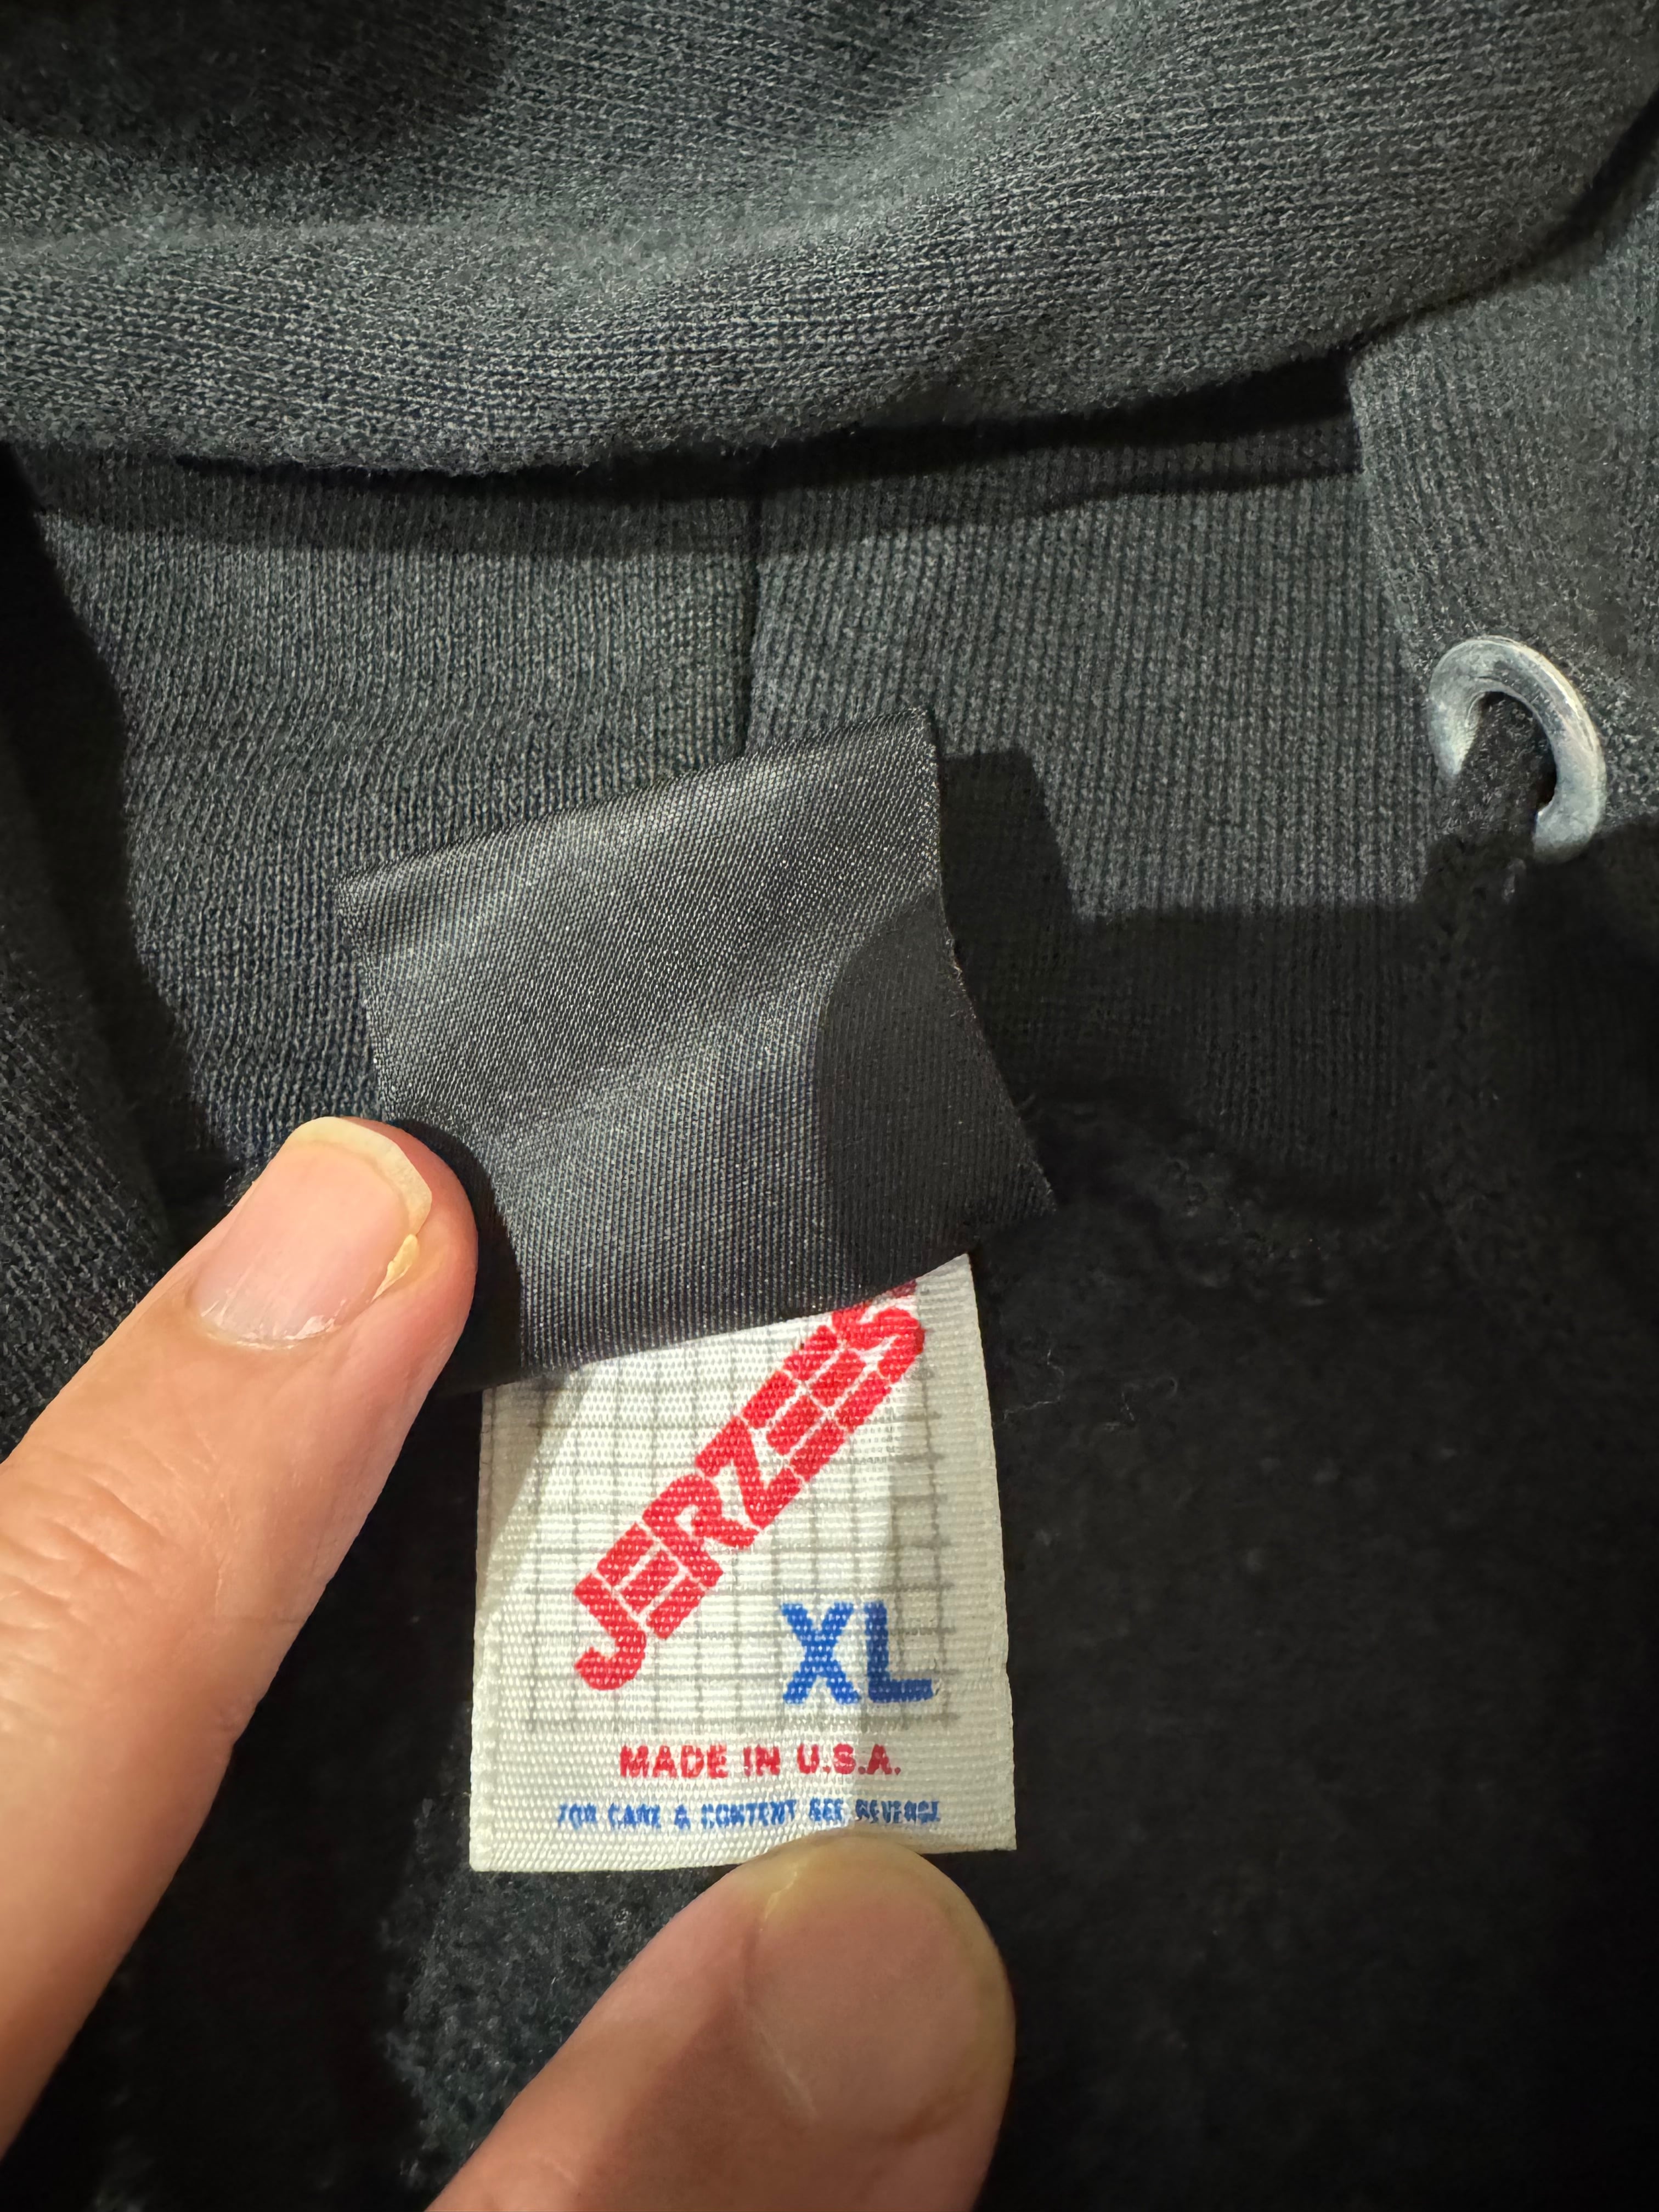 JERZEES
XL
MADE IN U.S.A.
FOR CARE & CONTENT SEE REVERSE